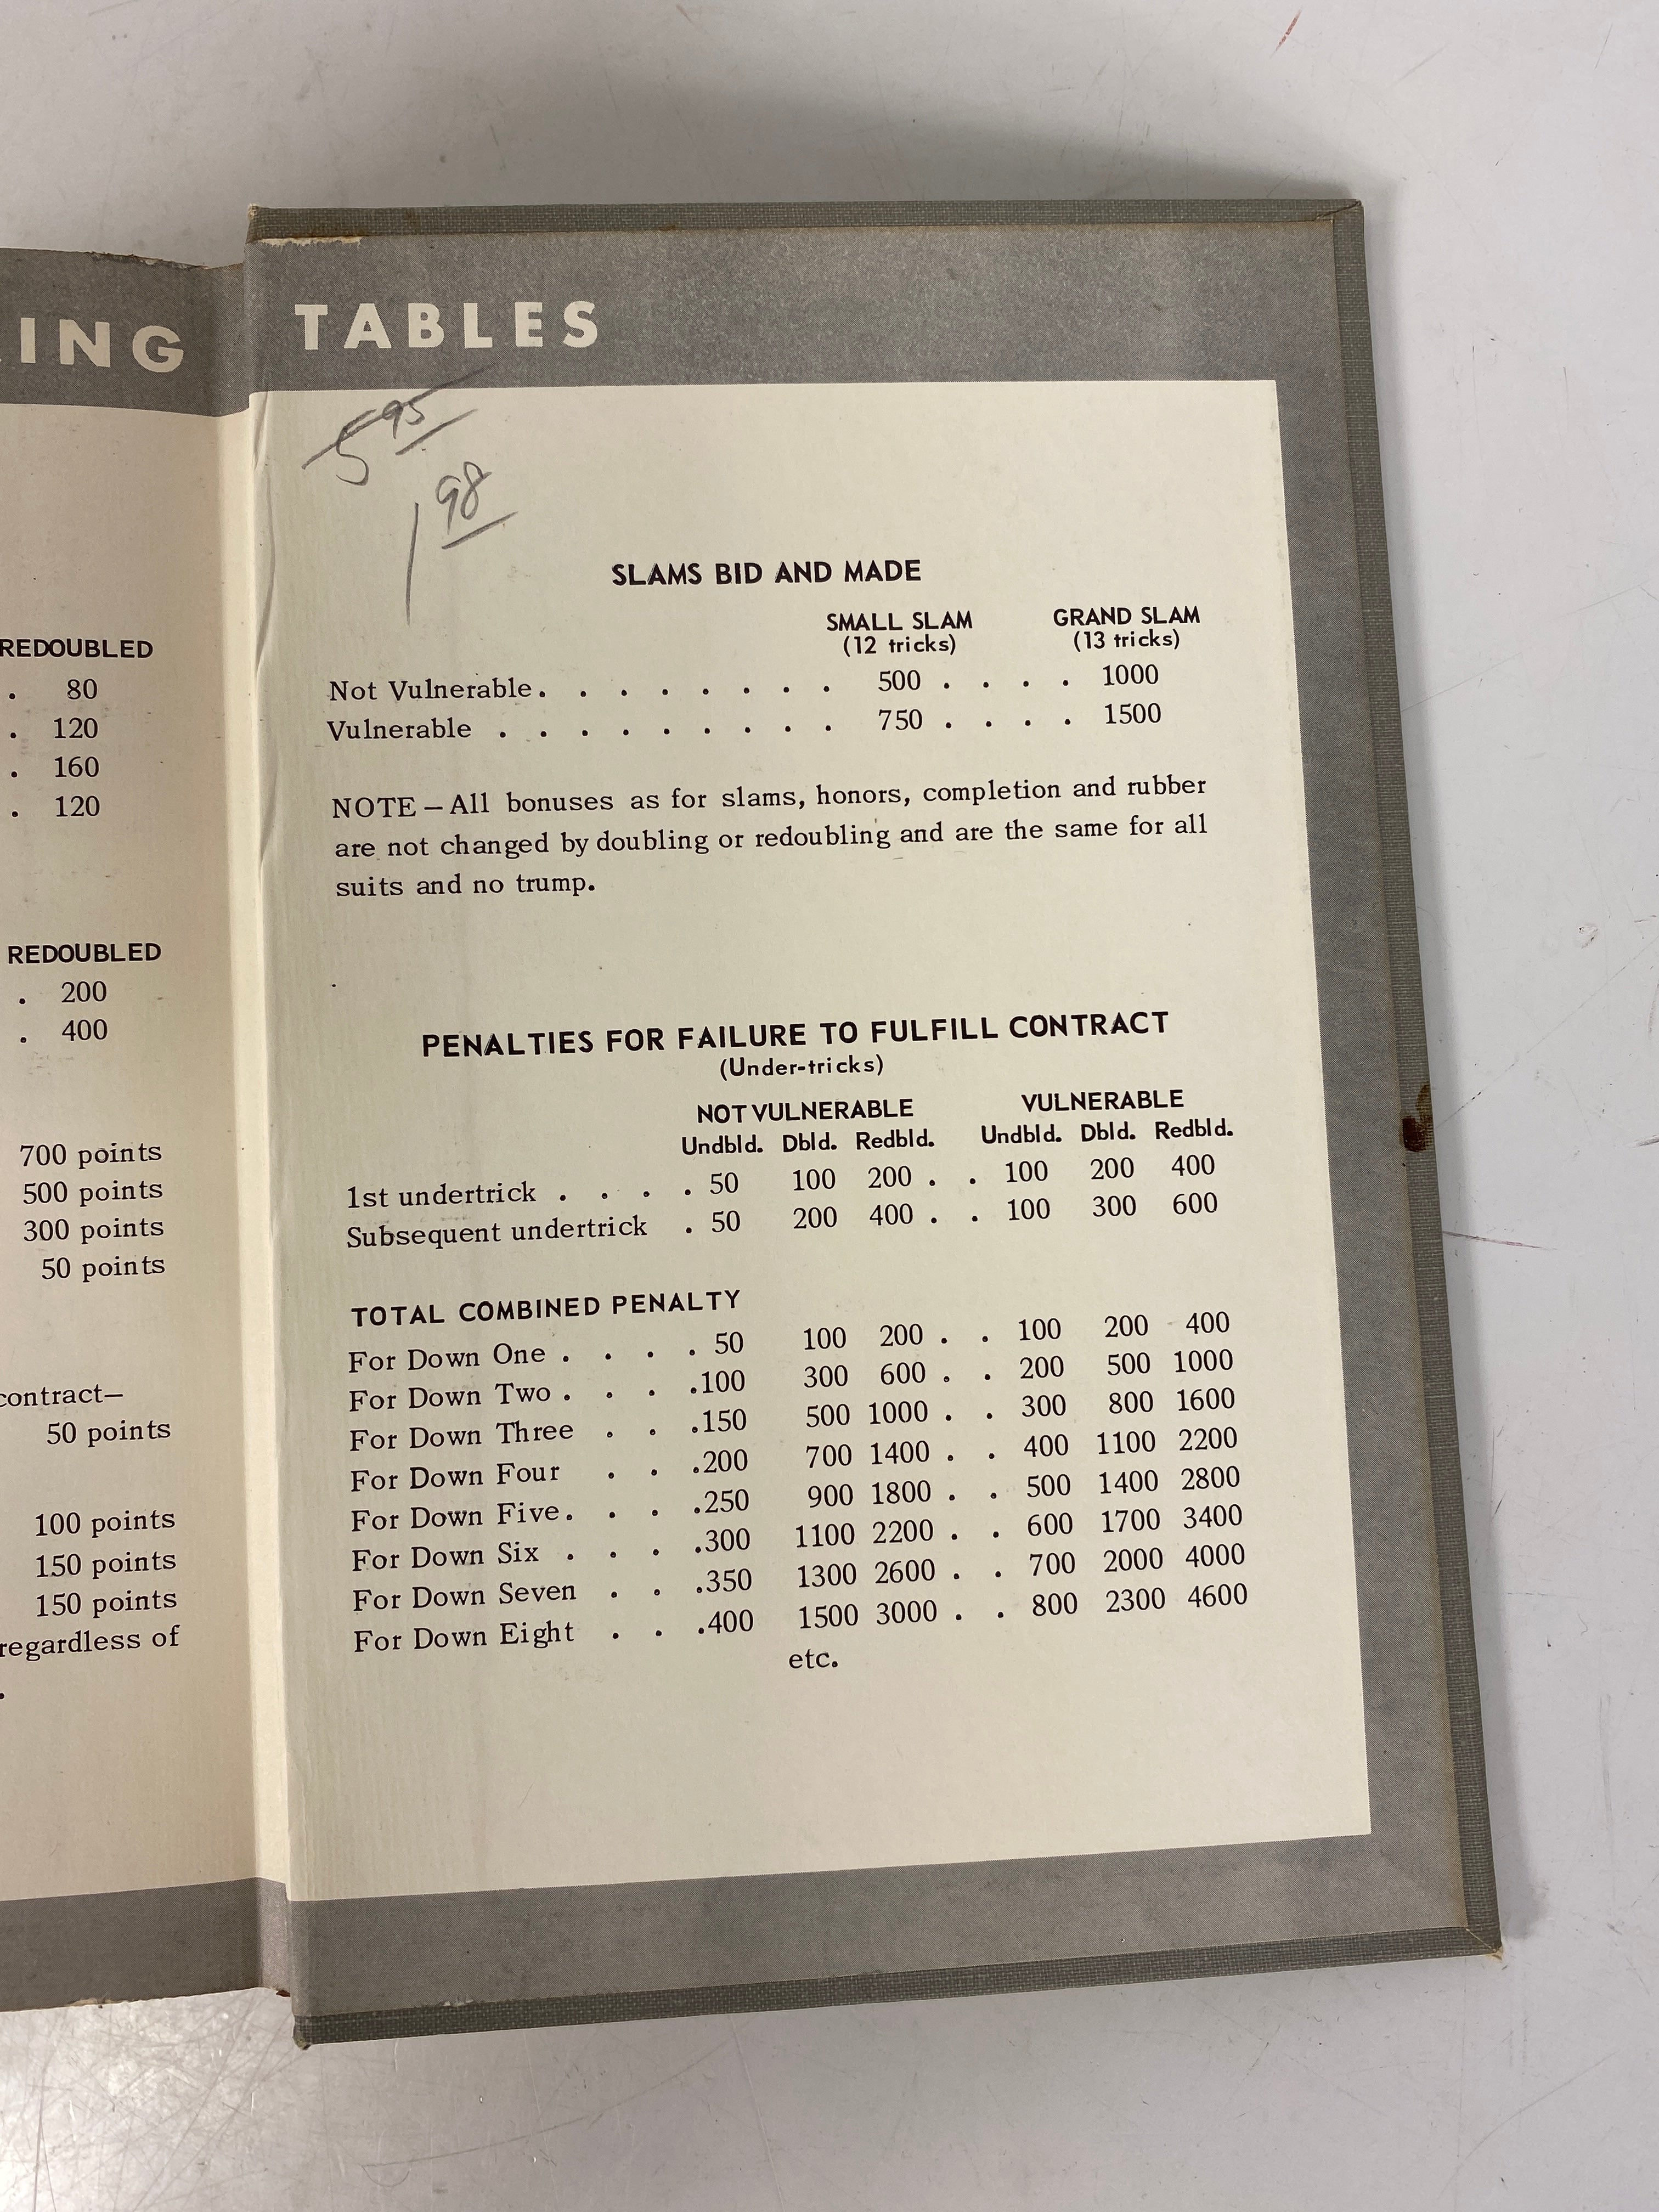 ING TABLES
REDOUBLED
. 80
. 120
. 160
. 120
REDOUBLED
. 200
. 400
700 points
500 points
300 points
50 points
contract—
50 points
100 points
150 points
150 points
regardless of
.
5 95
1 98
SLAMS BID AND MADE
SMALL SLAM GRAND SLAM
(12 tricks) (13 tricks)
Not Vulnerable. . . . . . . . 500 . . . . 1000
Vulnerable . . . . . . . . . 750 . . . . 1500
NOTE — All bonuses as for slams, honors, completion and rubber
are not changed by doubling or redoubling and are the same for all
suits and no trump.
PENALTIES FOR FAILURE TO FULFILL CONTRACT
(Under-tricks)
NOT VULNERABLE VULNERABLE
Undbld. Dbld. Redbld. Undbld. Dbld. Redbld.
1st undertrick . . . . 50 100 200 . . 100 200 400
Subsequent undertrick . 50 200 400 . . 100 300 600
TOTAL COMBINED PENALTY
For Down One . . . . 50 100 200 . . 100 200 400
For Down Two . . . .100 300 600 . . 200 500 1000
For Down Three . . .150 500 1000 . . 300 800 1600
For Down Four . . .200 700 1400 . . 400 1100 2200
For Down Five. . . .250 900 1800 . . 500 1400 2800
For Down Six . . . .300 1100 2200 . . 600 1700 3400
For Down Seven . . .350 1300 2600 . . 700 2000 4000
For Down Eight . . .400 1500 3000 . . 800 2300 4600
etc.